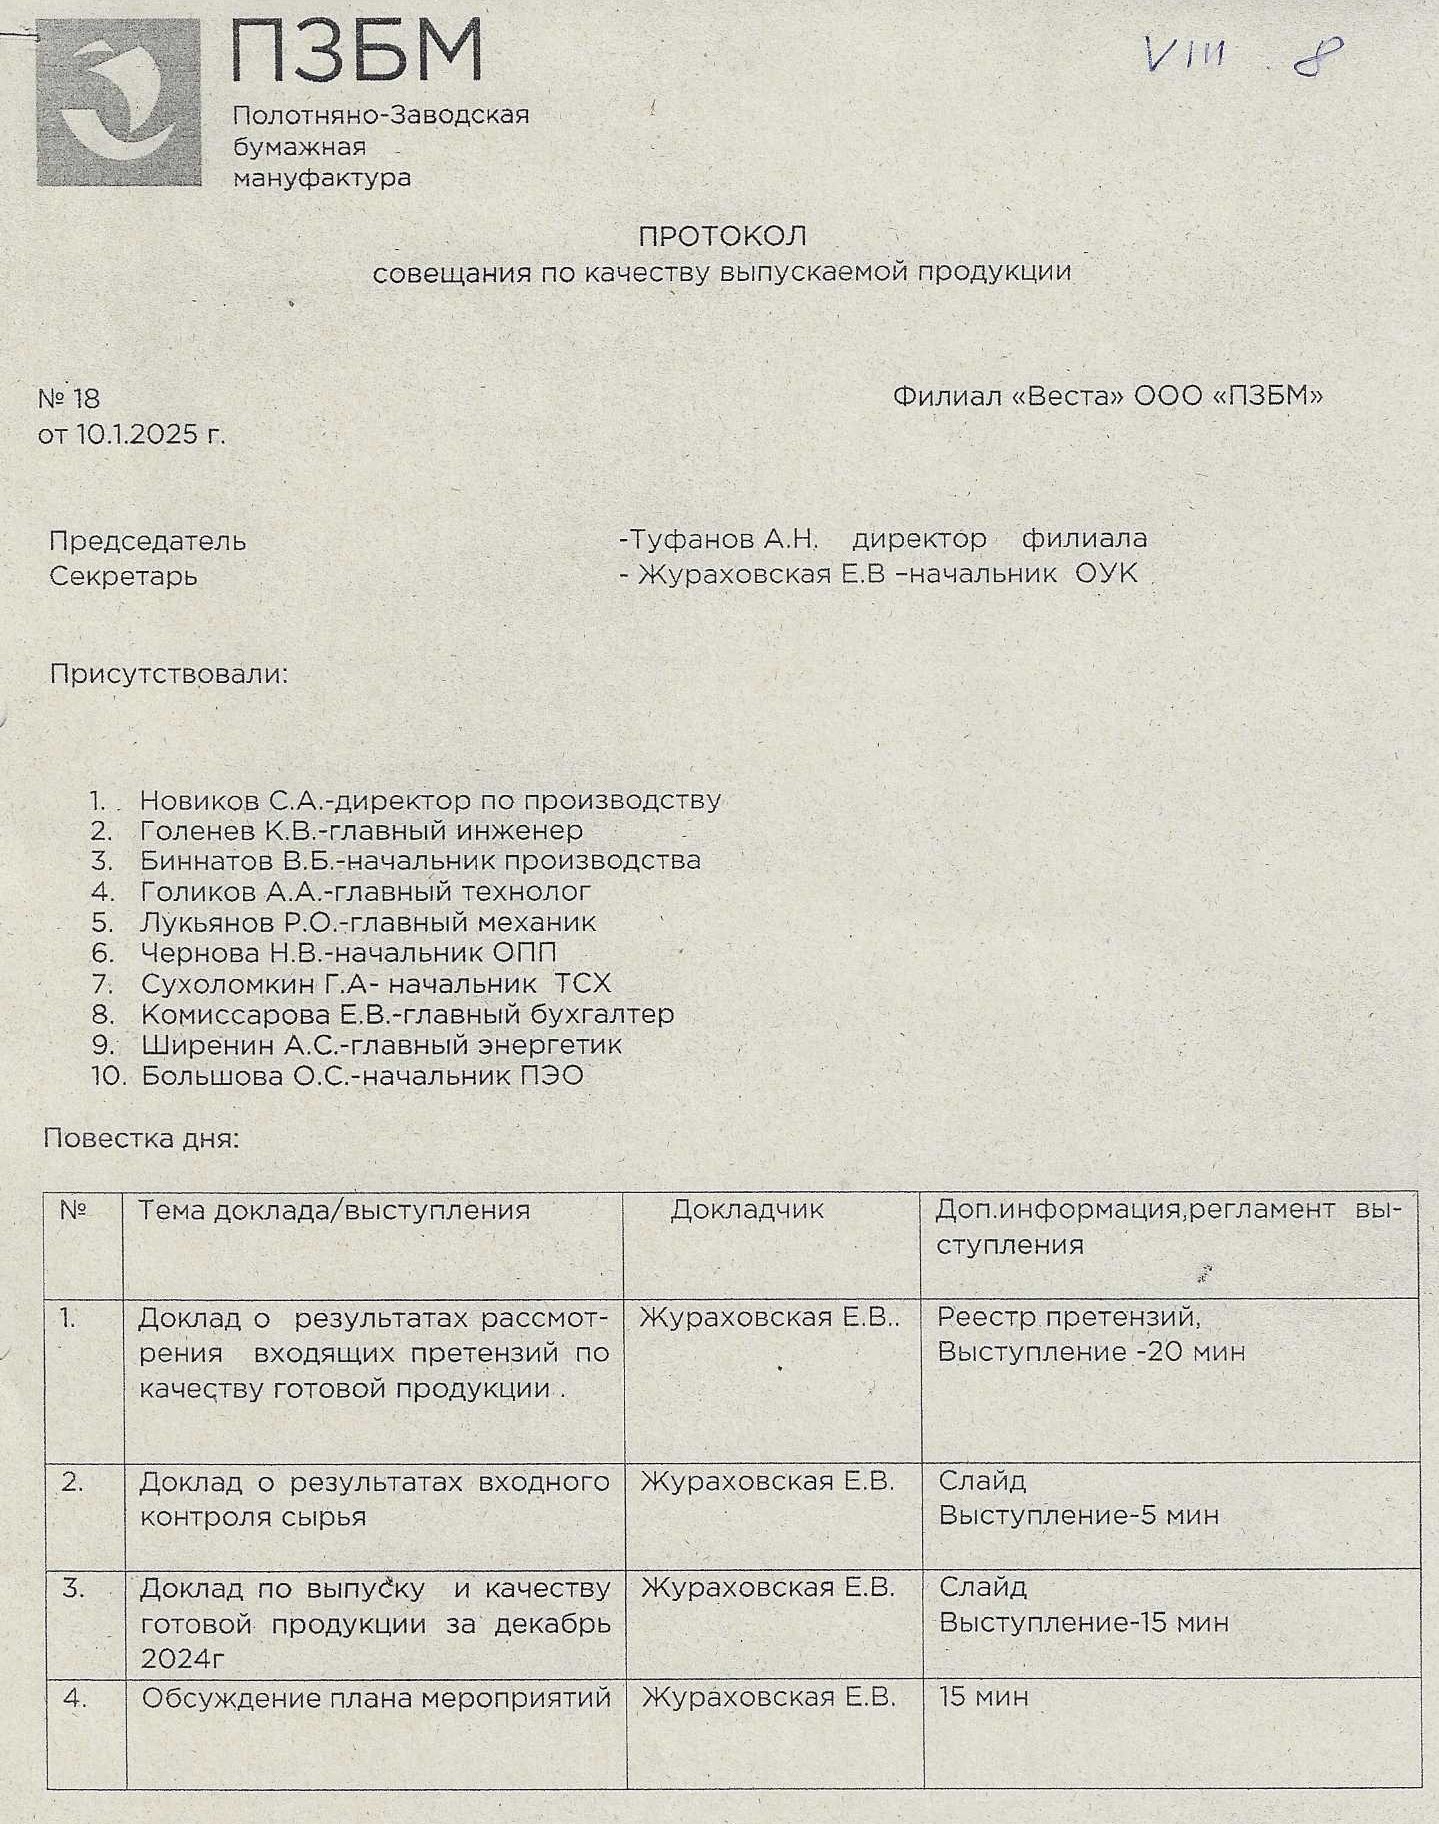 ПЗБМ
VIII . 8
Полотняно-Заводская
бумажная
мануфактура
ПРОТОКОЛ
совещания по качеству выпускаемой продукции
№ 18
Филиал «Веста» ООО «ПЗБМ»
от 10.1.2025 г.
Председатель -Туфанов А.Н. директор филиала
Секретарь - Жураховская Е.В –начальник ОУК
Присутствовали:
1. Новиков С.А.-директор по производству
2. Голенев К.В.-главный инженер
3. Биннатов В.Б.-начальник производства
4. Голиков А.А.-главный технолог
5. Лукьянов Р.О.-главный механик
6. Чернова Н.В.-начальник ОПП
7. Сухоломкин Г.А- начальник ТСХ
8. Комиссарова Е.В.-главный бухгалтер
9. Ширенин А.С.-главный энергетик
10. Большова О.С.-начальник ПЭО
Повестка дня:
№ Тема доклада/выступления Докладчик Доп.информация,регламент вы-
ступления
1. Доклад о результатах рассмот- Жураховская Е.В.. Реестр претензий,
рения входящих претензий по Выступление -20 мин
качеству готовой продукции .
2. Доклад о результатах входного Жураховская Е.В. Слайд
контроля сырья Выступление-5 мин
3. Доклад по выпуску и качеству Жураховская Е.В. Слайд
готовой продукции за декабрь Выступление-15 мин
2024г
4. Обсуждение плана мероприятий Жураховская Е.В. 15 мин